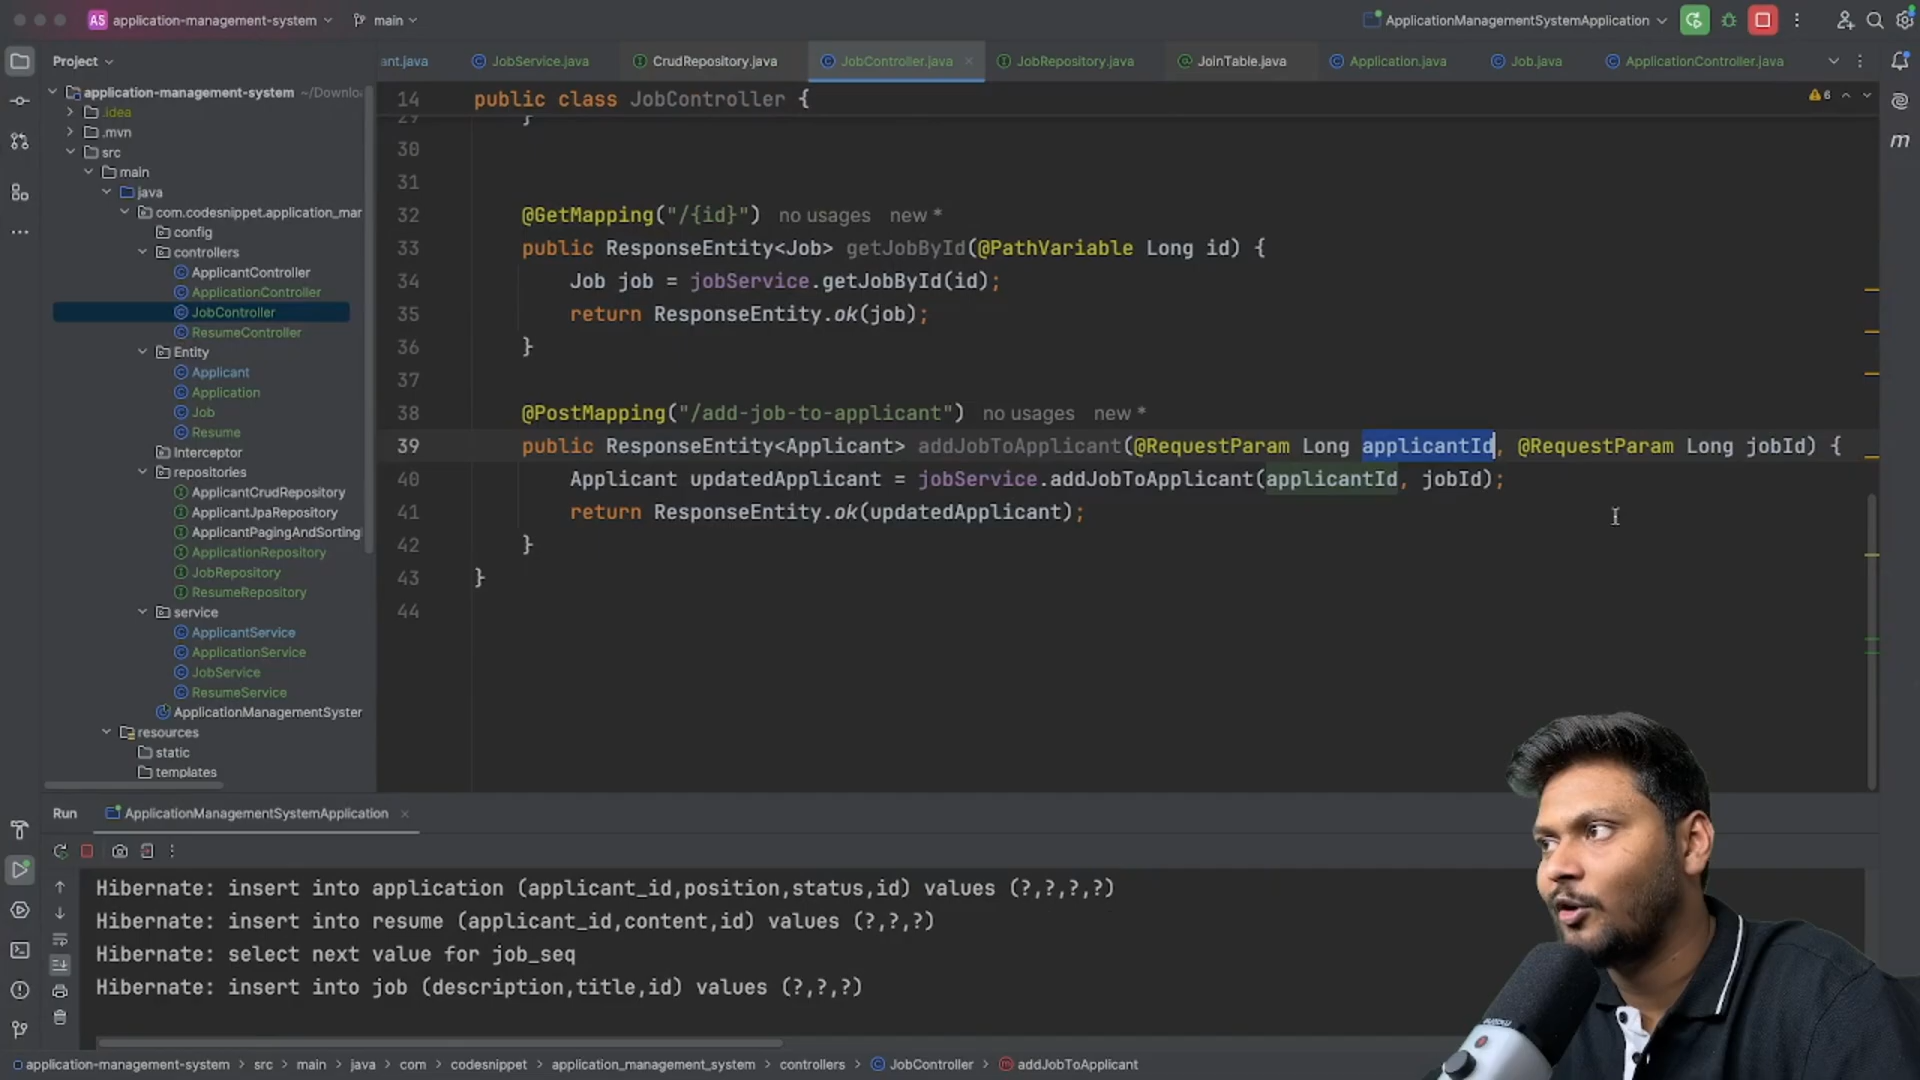 AS application-management-system
main
ApplicationManagementSystemApplication
Project
ant.java
JobService.java
CrudRepository.java
JobController.java
JobRepository.java
JoinTable.java
Application.java
Job.java
ApplicationController.java
application-management-system ~/Downlo
.idea
.mvn
src
main
java
com.codesnippet.application_mar
config
controllers
ApplicantController
ApplicationController
JobController
ResumeController
Entity
Applicant
Application
Job
Resume
Interceptor
repositories
ApplicantCrudRepository
ApplicantJpaRepository
ApplicantPagingAndSorting
ApplicationRepository
JobRepository
ResumeRepository
service
ApplicantService
ApplicationService
JobService
ResumeService
ApplicationManagementSyster
resources
static
templates
14 public class JobController {
6
29 }
30
31
32 @GetMapping("/{id}") no usages new *
33 public ResponseEntity<Job> getJobById(@PathVariable Long id) {
34 Job job = jobService.getJobById(id);
35 return ResponseEntity.ok(job);
36 }
37
38 @PostMapping("/add-job-to-applicant") no usages new *
39 public ResponseEntity<Applicant> addJobToApplicant(@RequestParam Long applicantId, @RequestParam Long jobId) {
40 Applicant updatedApplicant = jobService.addJobToApplicant(applicantId, jobId);
41 return ResponseEntity.ok(updatedApplicant);
42 }
43 }
44
Run ApplicationManagementSystemApplication
Hibernate: insert into application (applicant_id,position,status,id) values (?,?,?,?)
Hibernate: insert into resume (applicant_id,content,id) values (?,?,?)
Hibernate: select next value for job_seq
Hibernate: insert into job (description,title,id) values (?,?,?)
application-management-system > src > main > java > com > codesnippet > application_management_system > controllers > JobController > addJobToApplicant